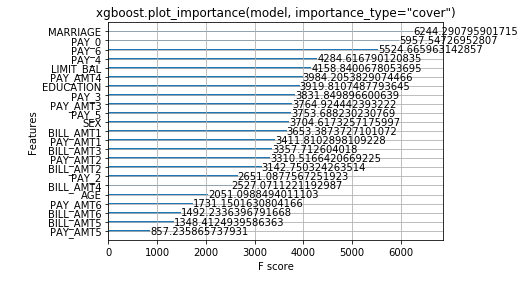 xgboost.plot_importance(model, importance_type="cover")
MARRIAGE 6244.290795901715
PAY_0 5957.54726952807
PAY_6 5524.665963142857
PAY_4 4284.616790120835
LIMIT_BAL 4158.8400678053695
PAY_AMT4 3984.2053829074466
EDUCATION 3919.8107487793645
PAY_3 3831.849896600639
PAY_AMT3 3764.924442393222
PAY_5 3753.688230230769
SEX 3704.6173257175997
BILL_AMT1 3653.3873727101072
PAY_AMT1 3411.8102898109228
BILL_AMT3 3357.712604018
PAY_AMT2 3310.5166420669225
BILL_AMT2 3142.750324263514
PAY_2 2651.0877567251923
BILL_AMT4 2527.0711221192987
AGE 2051.0988494011103
PAY_AMT6 1731.1501630804166
BILL_AMT6 1492.2336396791668
BILL_AMT5 1348.4124939586363
PAY_AMT5 857.235865737931
Features
0 1000 2000 3000 4000 5000 6000
F score